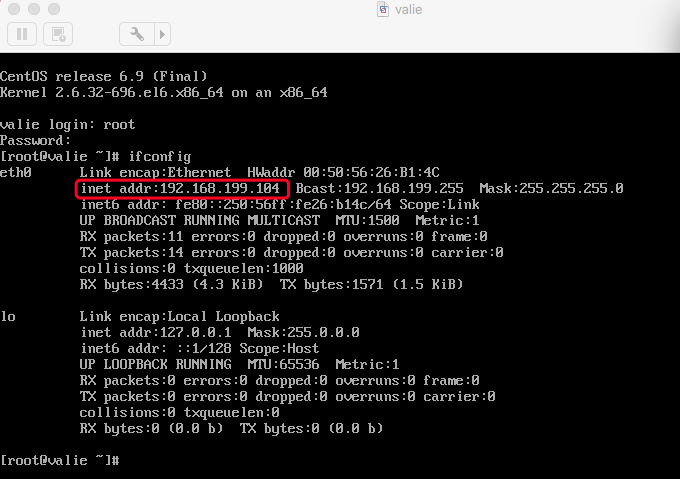 valie
CentOS release 6.9 (Final)
Kernel 2.6.32-696.el6.x86_64 on an x86_64
valie login: root
Password:
[root@valie ~]# ifconfig
eth0      Link encap:Ethernet  HWaddr 00:50:56:26:B1:4C
          inet addr:192.168.199.104  Bcast:192.168.199.255  Mask:255.255.255.0
          inet6 addr: fe80::250:56ff:fe26:b14c/64 Scope:Link
          UP BROADCAST RUNNING MULTICAST  MTU:1500  Metric:1
          RX packets:11 errors:0 dropped:0 overruns:0 frame:0
          TX packets:14 errors:0 dropped:0 overruns:0 carrier:0
          collisions:0 txqueuelen:1000
          RX bytes:4433 (4.3 KiB)  TX bytes:1571 (1.5 KiB)
lo        Link encap:Local Loopback
          inet addr:127.0.0.1  Mask:255.0.0.0
          inet6 addr: ::1/128 Scope:Host
          UP LOOPBACK RUNNING  MTU:65536  Metric:1
          RX packets:0 errors:0 dropped:0 overruns:0 frame:0
          TX packets:0 errors:0 dropped:0 overruns:0 carrier:0
          collisions:0 txqueuelen:0
          RX bytes:0 (0.0 b)  TX bytes:0 (0.0 b)
[root@valie ~]#